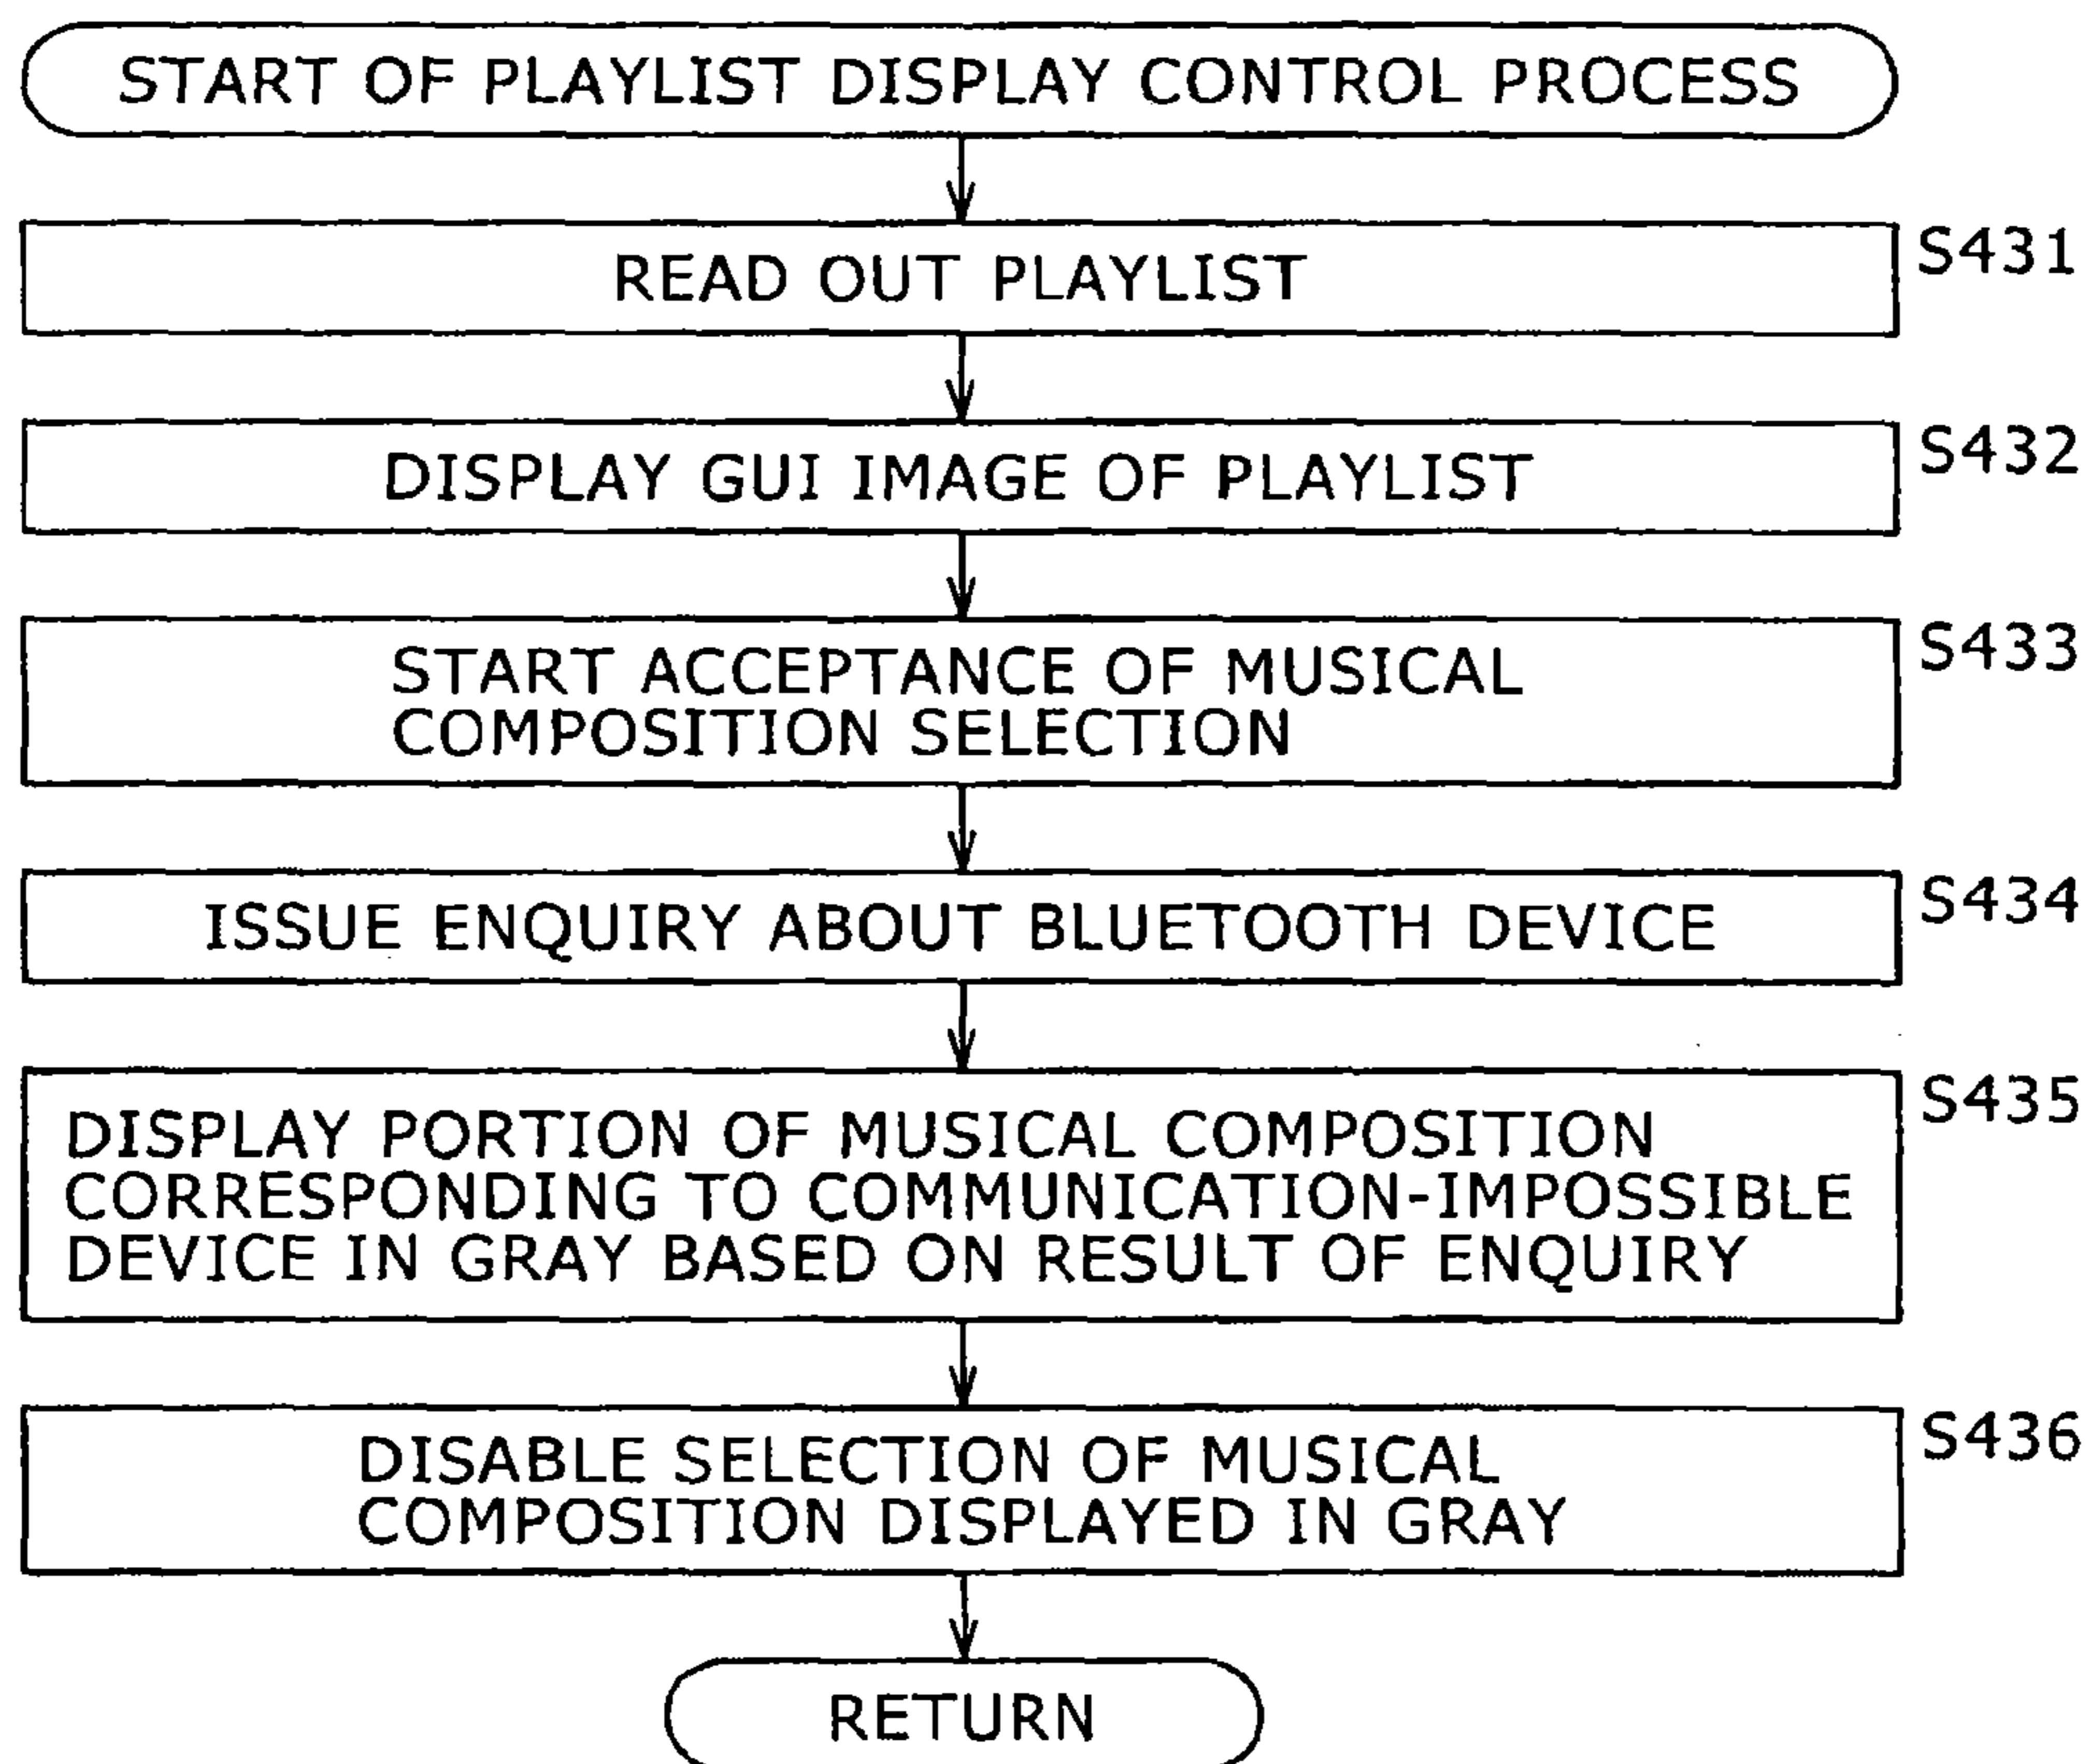 START OF PLAYLIST DISPLAY CONTROL PROCESS
READ OUT PLAYLIST
S431
DISPLAY GUI IMAGE OF PLAYLIST
S432
START ACCEPTANCE OF MUSICAL
COMPOSITION SELECTION
S433
ISSUE ENQUIRY ABOUT BLUETOOTH DEVICE
S434
DISPLAY PORTION OF MUSICAL COMPOSITION
CORRESPONDING TO COMMUNICATION-IMPOSSIBLE
DEVICE IN GRAY BASED ON RESULT OF ENQUIRY
S435
DISABLE SELECTION OF MUSICAL
COMPOSITION DISPLAYED IN GRAY
S436
RETURN